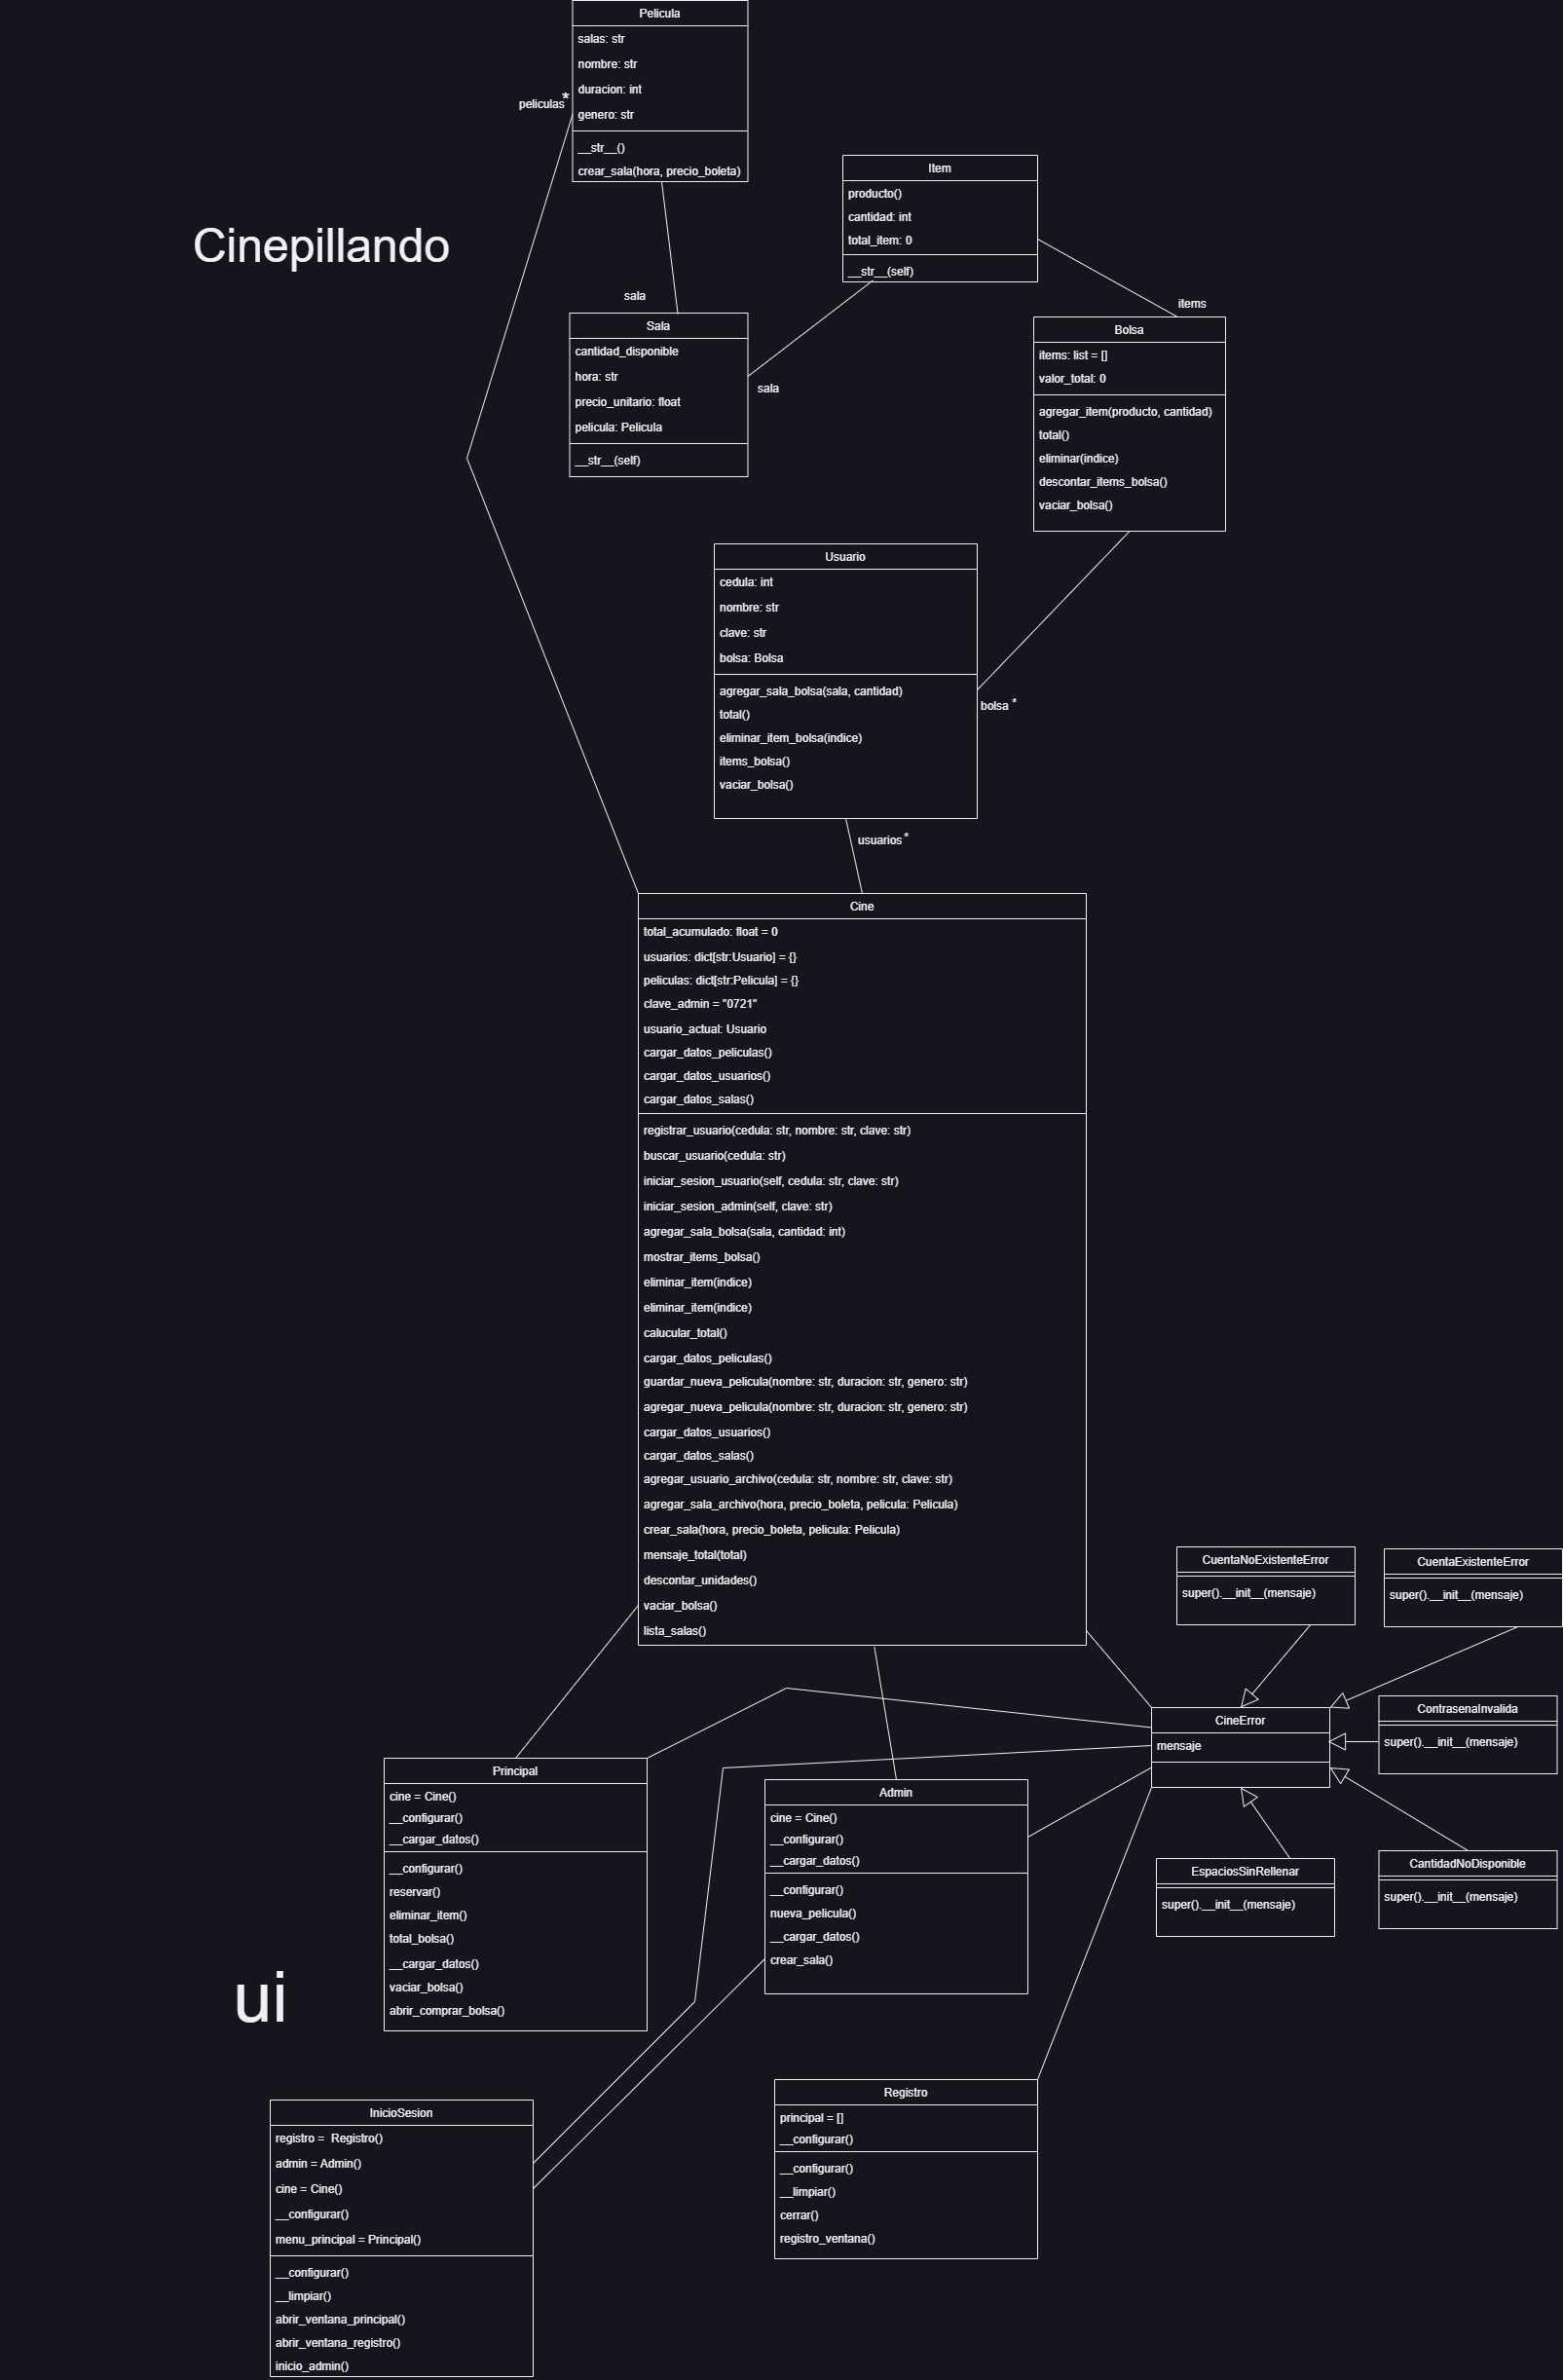 Pelicula
salas: str
nombre: str
duracion: int
genero: str
__str__()
crear_sala(hora, precio_boleta)
peliculas*
Cinepillando
Item
producto()
cantidad: int
total_item: 0
__str__(self)
sala
items
Sala
cantidad_disponible
hora: str
precio_unitario: float
pelicula: Pelicula
__str__(self)
sala
Bolsa
items: list = []
valor_total: 0
agregar_item(producto, cantidad)
total()
eliminar(indice)
descontar_items_bolsa()
vaciar_bolsa()
Usuario
cedula: int
nombre: str
clave: str
bolsa: Bolsa
agregar_sala_bolsa(sala, cantidad)
total()
eliminar_item_bolsa(indice)
items_bolsa()
vaciar_bolsa()
bolsa *
usuarios *
Cine
total_acumulado: float = 0
usuarios: dict[str:Usuario] = {}
peliculas: dict[str:Pelicula] = {}
clave_admin = "0721"
usuario_actual: Usuario
cargar_datos_peliculas()
cargar_datos_usuarios()
cargar_datos_salas()
registrar_usuario(cedula: str, nombre: str, clave: str)
buscar_usuario(cedula: str)
iniciar_sesion_usuario(self, cedula: str, clave: str)
iniciar_sesion_admin(self, clave: str)
agregar_sala_bolsa(sala, cantidad: int)
mostrar_items_bolsa()
eliminar_item(indice)
eliminar_item(indice)
calucular_total()
cargar_datos_peliculas()
guardar_nueva_pelicula(nombre: str, duracion: str, genero: str)
agregar_nueva_pelicula(nombre: str, duracion: str, genero: str)
cargar_datos_usuarios()
cargar_datos_salas()
agregar_usuario_archivo(cedula: str, nombre: str, clave: str)
agregar_sala_archivo(hora, precio_boleta, pelicula: Pelicula)
crear_sala(hora, precio_boleta, pelicula: Pelicula)
mensaje_total(total)
descontar_unidades()
vaciar_bolsa()
lista_salas()
CuentaNoExistenteError
super().__init__(mensaje)
CuentaExistenteError
super().__init__(mensaje)
CineError
mensaje
ContrasenaInvalida
super().__init__(mensaje)
EspaciosSinRellenar
super().__init__(mensaje)
CantidadNoDisponible
super().__init__(mensaje)
Principal
cine = Cine()
__configurar()
__cargar_datos()
__configurar()
reservar()
eliminar_item()
total_bolsa()
__cargar_datos()
vaciar_bolsa()
abrir_comprar_bolsa()
Admin
cine = Cine()
__configurar()
__cargar_datos()
__configurar()
nueva_pelicula()
__cargar_datos()
crear_sala()
ui
InicioSesion
registro =  Registro()
admin = Admin()
cine = Cine()
__configurar()
menu_principal = Principal()
__configurar()
__limpiar()
abrir_ventana_principal()
abrir_ventana_registro()
inicio_admin()
Registro
principal = []
__configurar()
__configurar()
__limpiar()
cerrar()
registro_ventana()